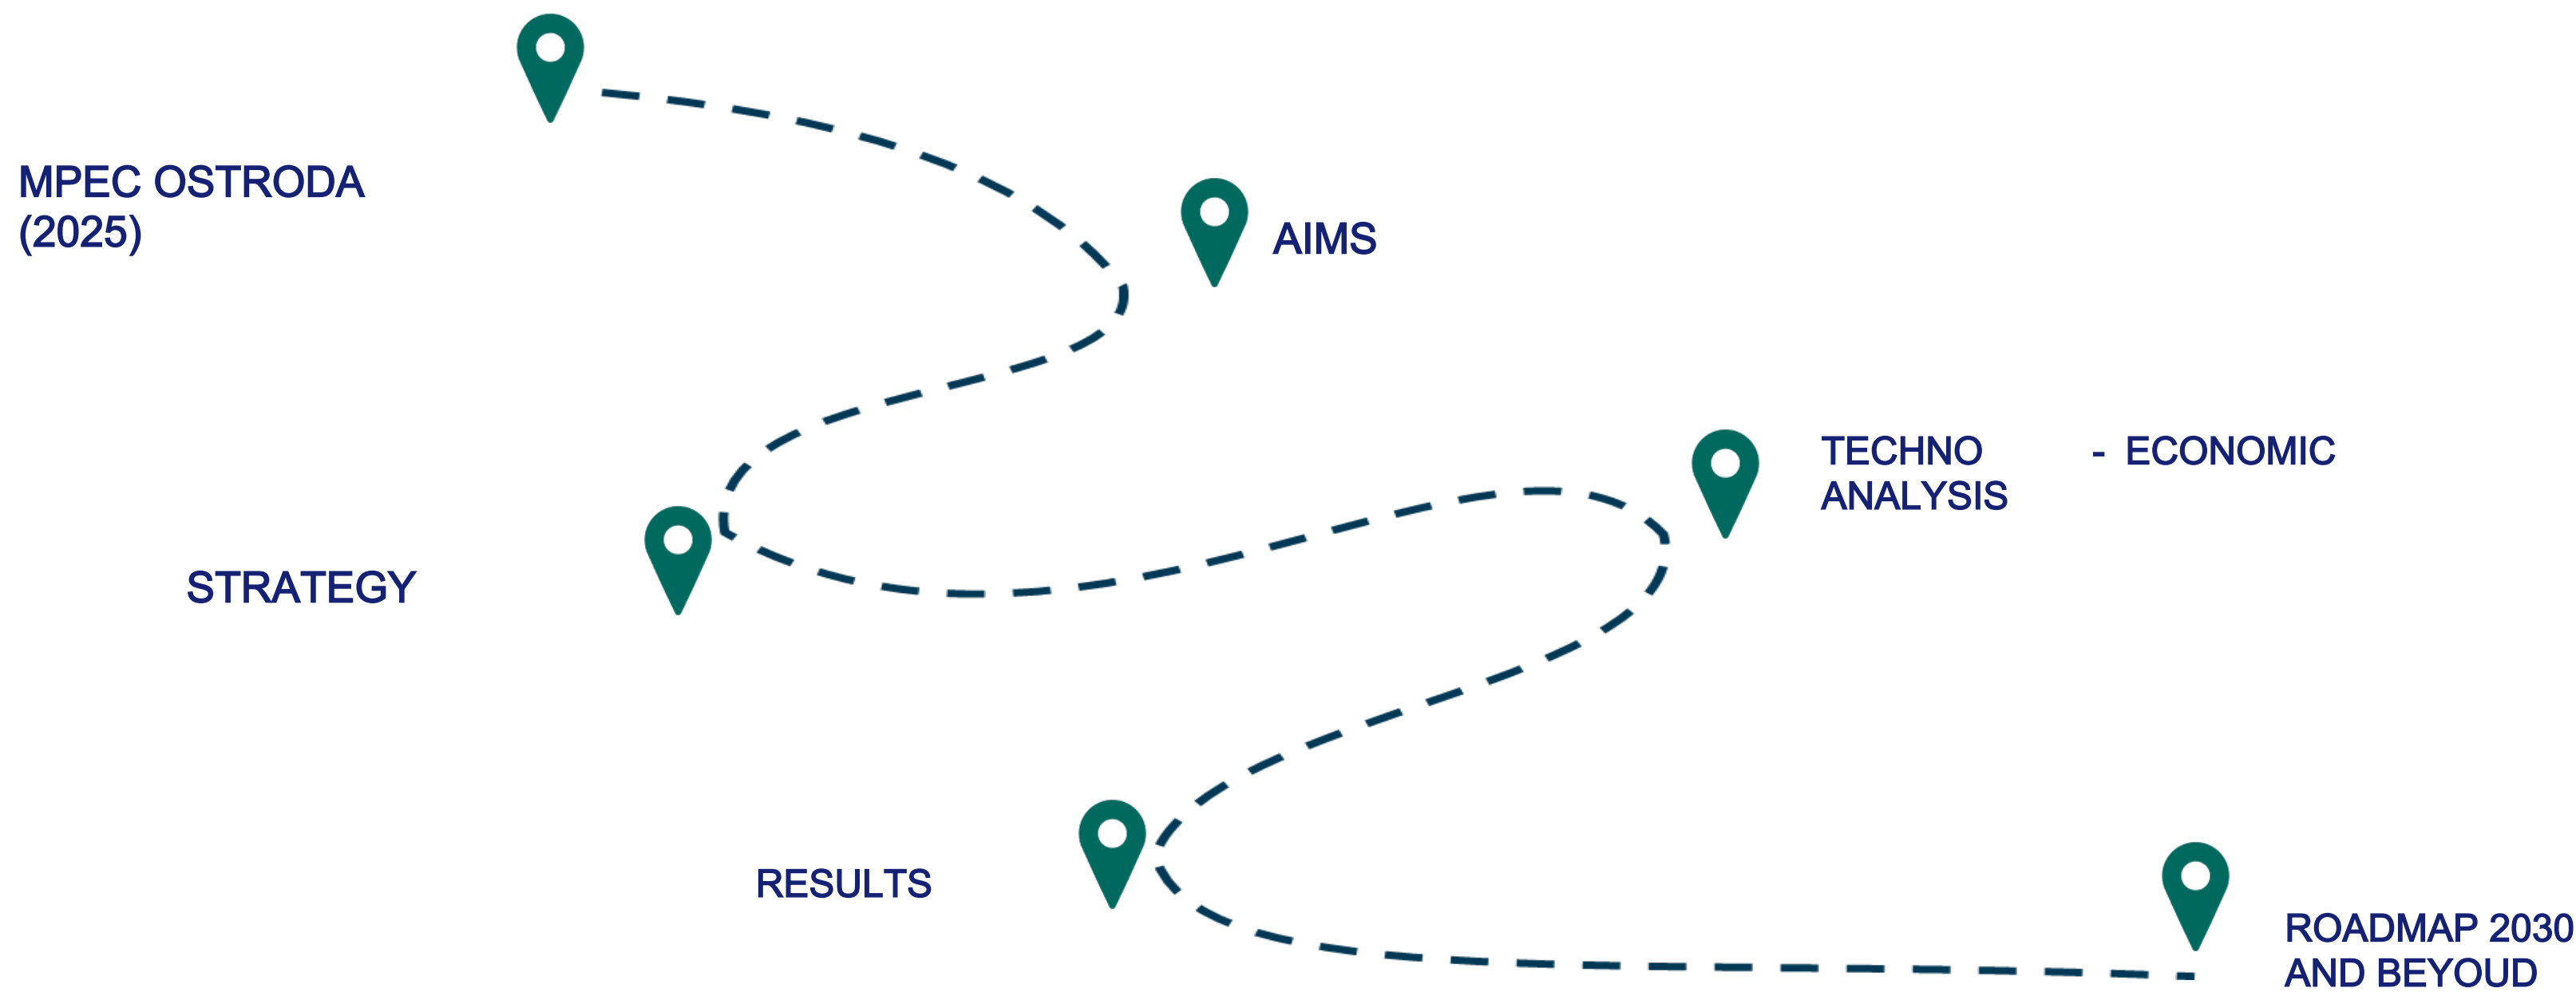 MPEC OSTRODA
(2025)
AIMS
TECHNO - ECONOMIC
ANALYSIS
STRATEGY
RESULTS
ROADMAP 2030
AND BEYOUD